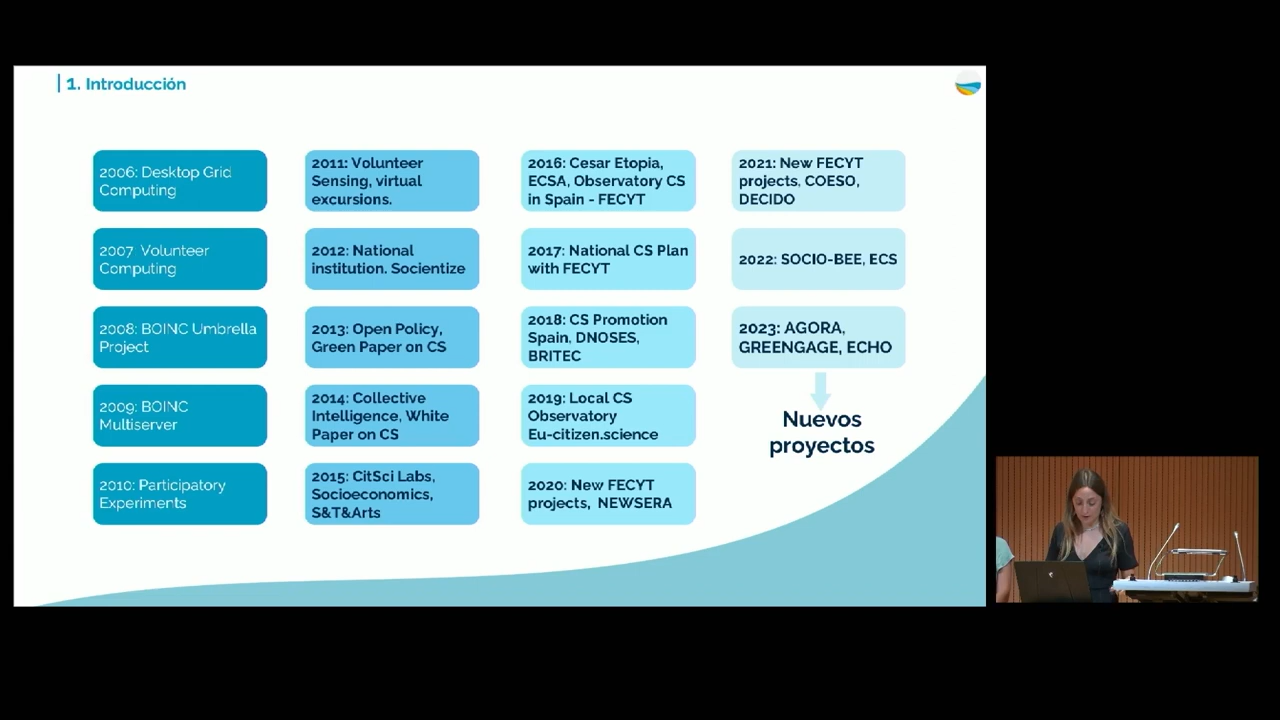 1. Introducción
2006: Desktop Grid
Computing
2007 Volunteer
Computing
2008: BOINC Umbrella
Project
2009: BOINC
Multiserver
2010: Participatory
Experiments
2011: Volunteer
Sensing, virtual
excursions.
2012: National
institution. Socientize
2013: Open Policy,
Green Paper on CS
2014: Collective
Intelligence, White
Paper on CS
2015: CitSci Labs,
Socioeconomics,
S&T&Arts
2016: Cesar Etopia,
ECSA, Observatory CS
in Spain - FECYT
2017: National CS Plan
with FECYT
2018: CS Promotion
Spain, DNOSES,
BRITEC
2019: Local CS
Observatory
Eu-citizen.science
2020: New FECYT
projects, NEWSERA
2021: New FECYT
projects, COESO,
DECIDO
2022: SOCIO-BEE, ECS
2023: AGORA,
GREENGAGE, ECHO
Nuevos
proyectos